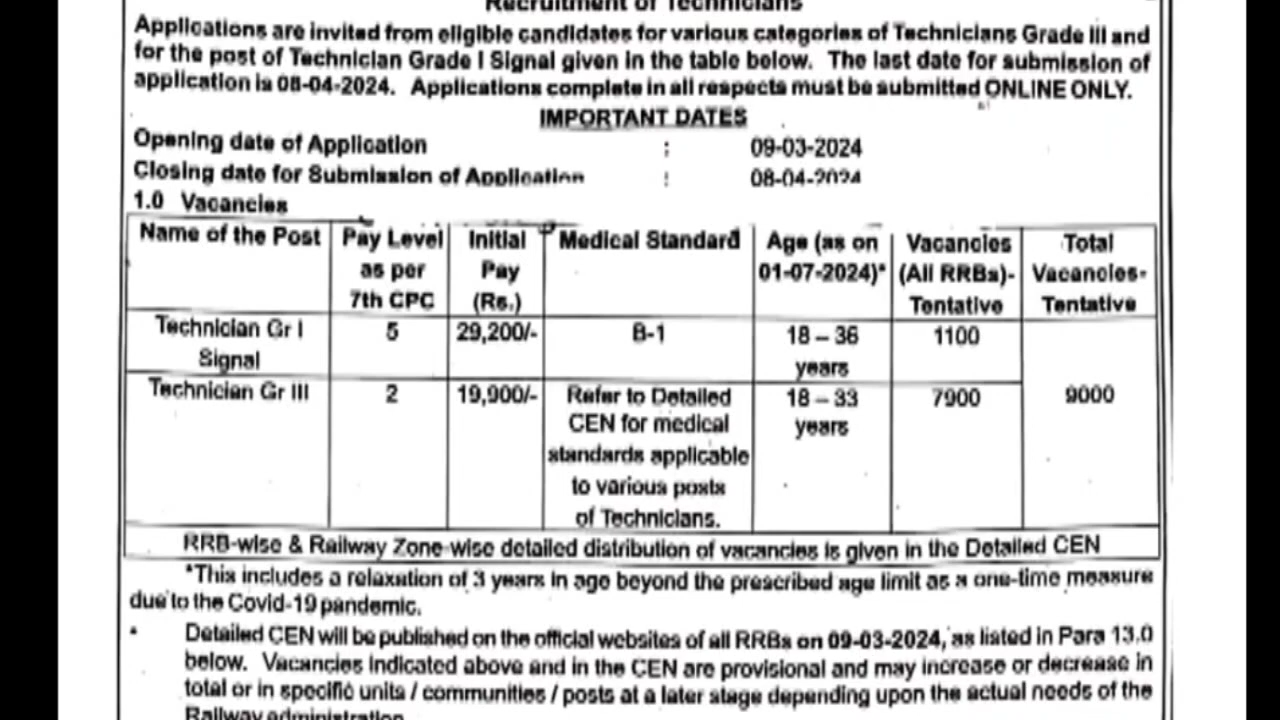 Recruitment of Technicians
Applications are invited from eligible candidates for various categories of Technicians Grade III and
for the post of Technician Grade I Signal given in the table below. The last date for submission of
application is 08-04-2024. Applications complete in all respects must be submitted ONLINE ONLY.
IMPORTANT DATES
Opening date of Application : 09-03-2024
Closing date for Submission of Application : 08-04-2024
1.0 Vacancies
Name of the Post Pay Level Initial Medical Standard Age (as on Vacancies Total
as per Pay 01-07-2024)* (All RRBs)- Vacancies-
7th CPC (Rs.) Tentative Tentative
Technician Gr I 5 29,200/- B-1 18 – 36 1100
Signal years
Technician Gr III 2 19,900/- Refer to Detailed 18 – 33 7900 9000
CEN for medical years
standards applicable
to various posts
of Technicians.
RRB-wise & Railway Zone-wise detailed distribution of vacancies is given in the Detailed CEN
*This includes a relaxation of 3 years in age beyond the prescribed age limit as a one-time measure
due to the Covid-19 pandemic.
• Detailed CEN will be published on the official websites of all RRBs on 09-03-2024, as listed in Para 13.0
below. Vacancies indicated above and in the CEN are provisional and may increase or decrease in
total or in specific units / communities / posts at a later stage depending upon the actual needs of the
Railway administration.